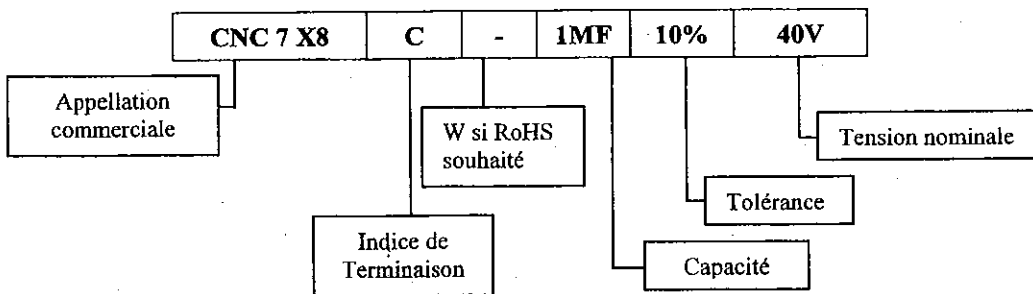 CNC 7 X8 C - 1MF 10% 40V
Appellation
commerciale
W si RoHS
souhaité
Tension nominale
Tolérance
Indice de
Terminaison
Capacité